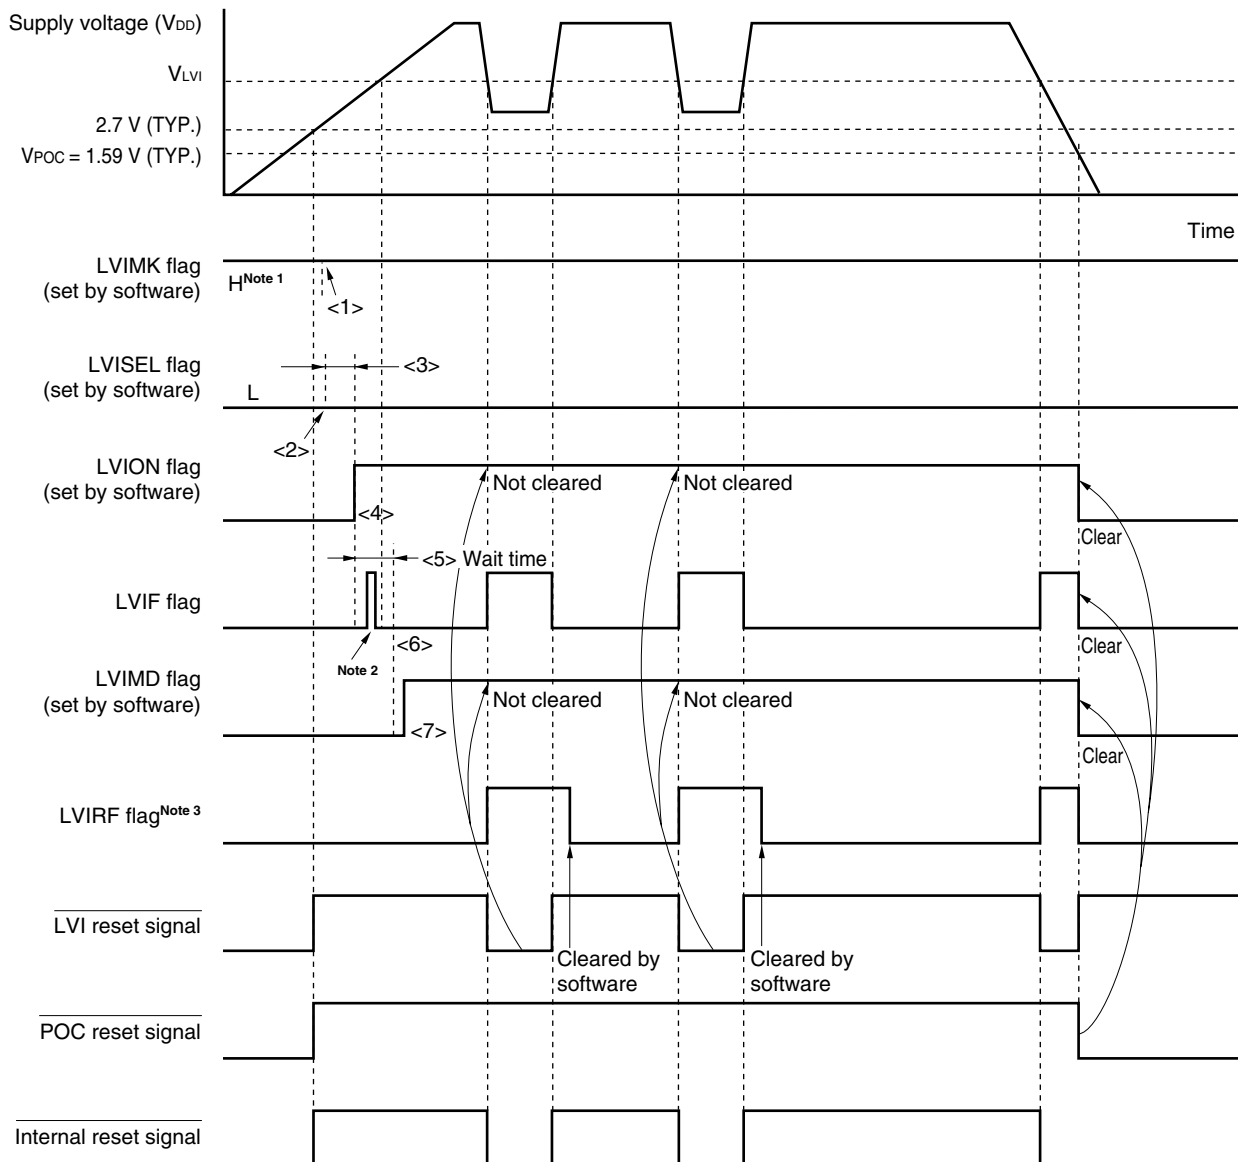 Supply voltage (VDD)
VLVI
2.7 V (TYP.)
VPOC = 1.59 V (TYP.)
Time
LVIMK flag
(set by software)
HNote 1
<1>
LVISEL flag
(set by software)
<3>
L
<2>
LVION flag
(set by software)
Not cleared
Not cleared
<4>
Clear
<5> Wait time
LVIF flag
<6>
Note 2
Clear
LVIMD flag
(set by software)
Not cleared
Not cleared
<7>
Clear
LVIRF flagNote 3
LVI reset signal
Cleared by
software
Cleared by
software
POC reset signal
Internal reset signal